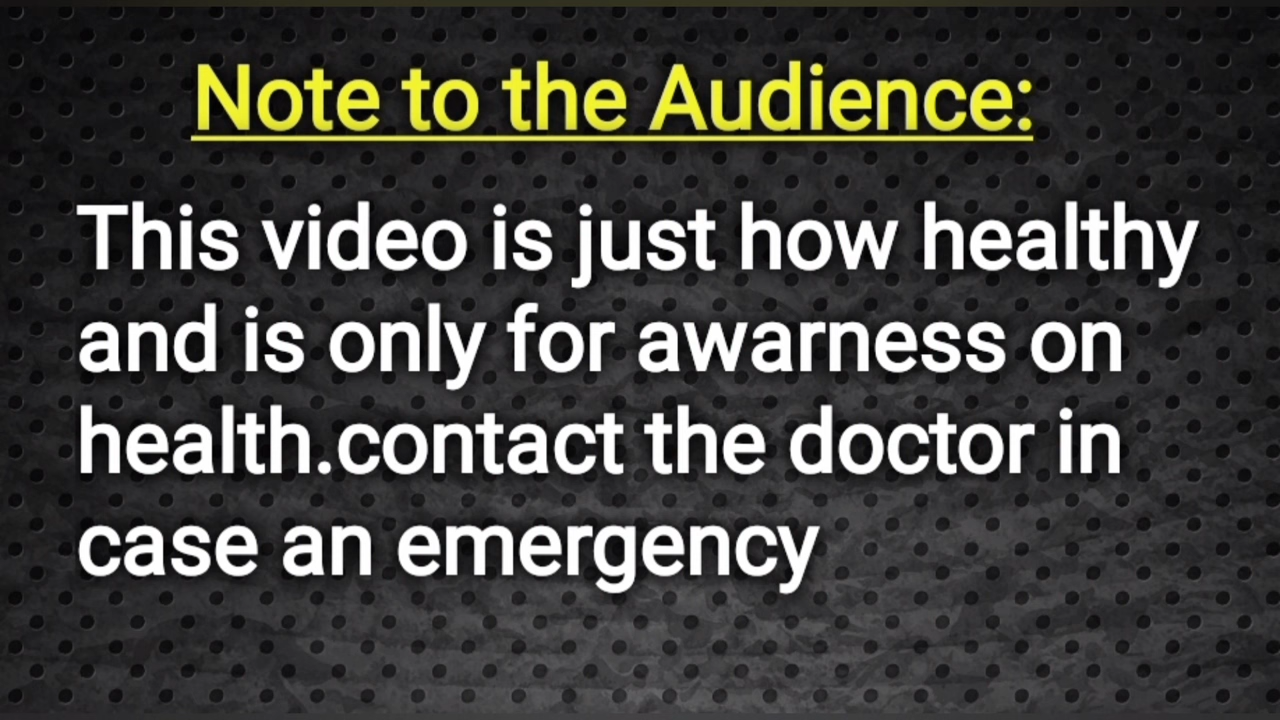 Note to the Audience:
This video is just how healthy
and is only for awarness on
health.contact the doctor in
case an emergency